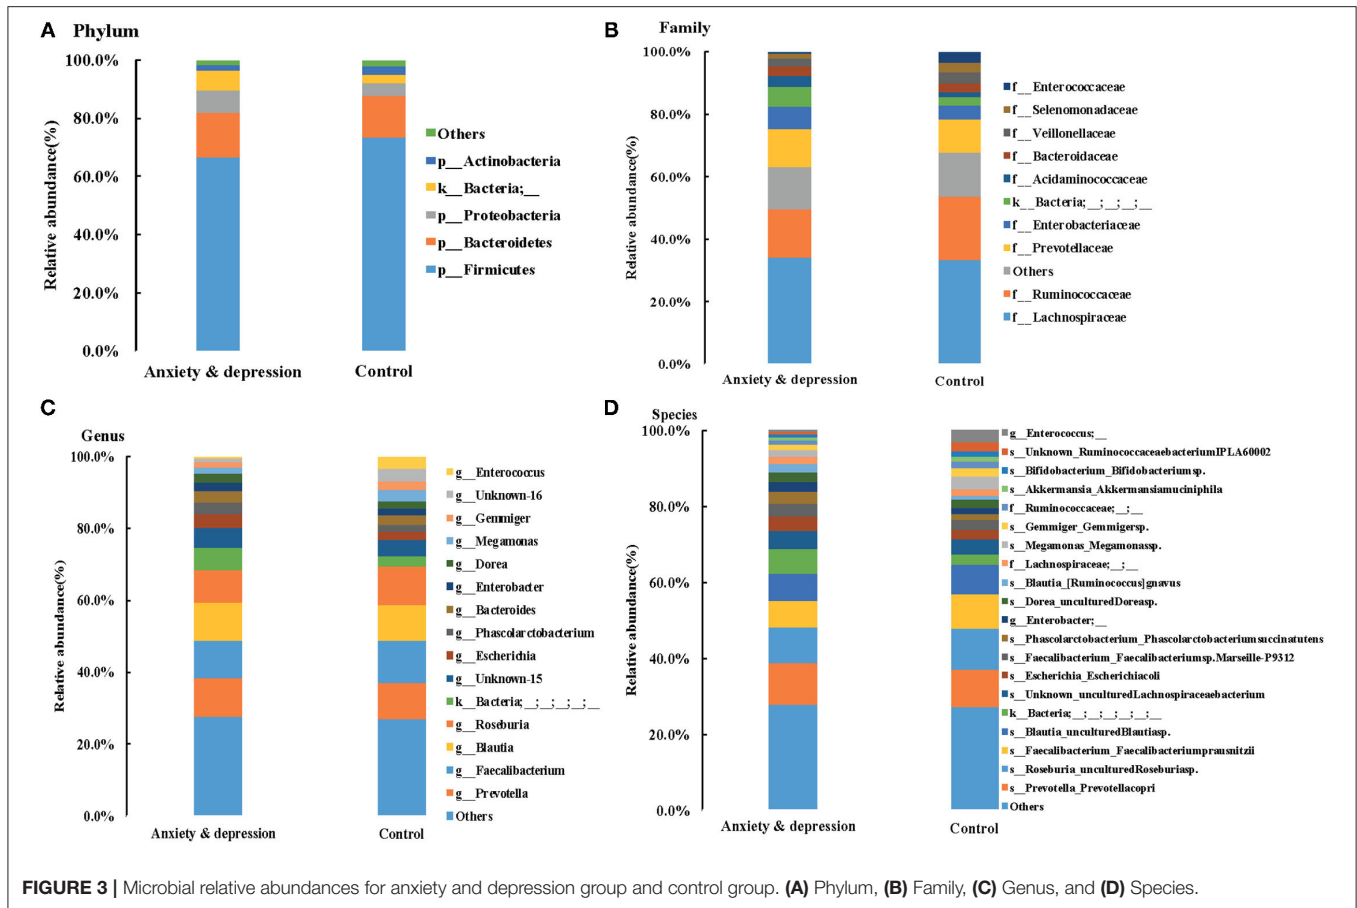 A
Phylum
100.0%
80.0%
60.0%
40.0%
20.0%
0.0%
Relative abundance(%)
Anxiety & depression
Control
Others
p__Actinobacteria
k__Bacteria;__
p__Proteobacteria
p__Bacteroidetes
p__Firmicutes
B
Family
100.0%
80.0%
60.0%
40.0%
20.0%
0.0%
Relative abundance(%)
Anxiety & depression
Control
f__Enterococcaceae
f__Selenomonadaceae
f__Veillonellaceae
f__Bacteroidaceae
f__Acidaminococcaceae
k__Bacteria;__;__;__;__
f__Enterobacteriaceae
f__Prevotellaceae
Others
f__Ruminococcaceae
f__Lachnospiraceae
C
Genus
100.0%
80.0%
60.0%
40.0%
20.0%
0.0%
Relative abundance(%)
Anxiety & depression
Control
g__Enterococcus
g__Unknown-16
g__Gemmiger
g__Megamonas
g__Dorea
g__Enterobacter
g__Bacteroides
g__Phascolarctobacterium
g__Escherichia
g__Unknown-15
k__Bacteria;__;__;__;__;__
g__Roseburia
g__Blautia
g__Faecalibacterium
g__Prevotella
Others
D
Species
100.0%
80.0%
60.0%
40.0%
20.0%
0.0%
Relative abundance(%)
Anxiety & depression
Control
g__Enterococcus;__
s__Unknown_RuminococcaceaebacteriumIPLA60002
s__Bifidobacterium_Bifidobacteriumsp.
s__Akkermansia_Akkermansiamuciniphila
f__Ruminococcaceae;__;__
s__Gemmiger_Gemmigersp.
s__Megamonas_Megamonassp.
f__Lachnospiraceae;__;__
s__Blautia_[Ruminococcus]gnavus
s__Dorea_unculturedDoreasp.
g__Enterobacter;__
s__Phascolarctobacterium_Phascolarctobacteriumsuccinatutens
s__Faecalibacterium_Faecalibacteriumsp.Marseille-P9312
s__Escherichia_Escherichiacoli
s__Unknown_unculturedLachnospiraceaebacterium
k__Bacteria;__;__;__;__;__;__
s__Blautia_unculturedBlautiasp.
s__Faecalibacterium_Faecalibacteriumprausnitzii
s__Roseburia_unculturedRoseburiasp.
s__Prevotella_Prevotellacopri
Others
FIGURE 3 | Microbial relative abundances for anxiety and depression group and control group. (A) Phylum, (B) Family, (C) Genus, and (D) Species.